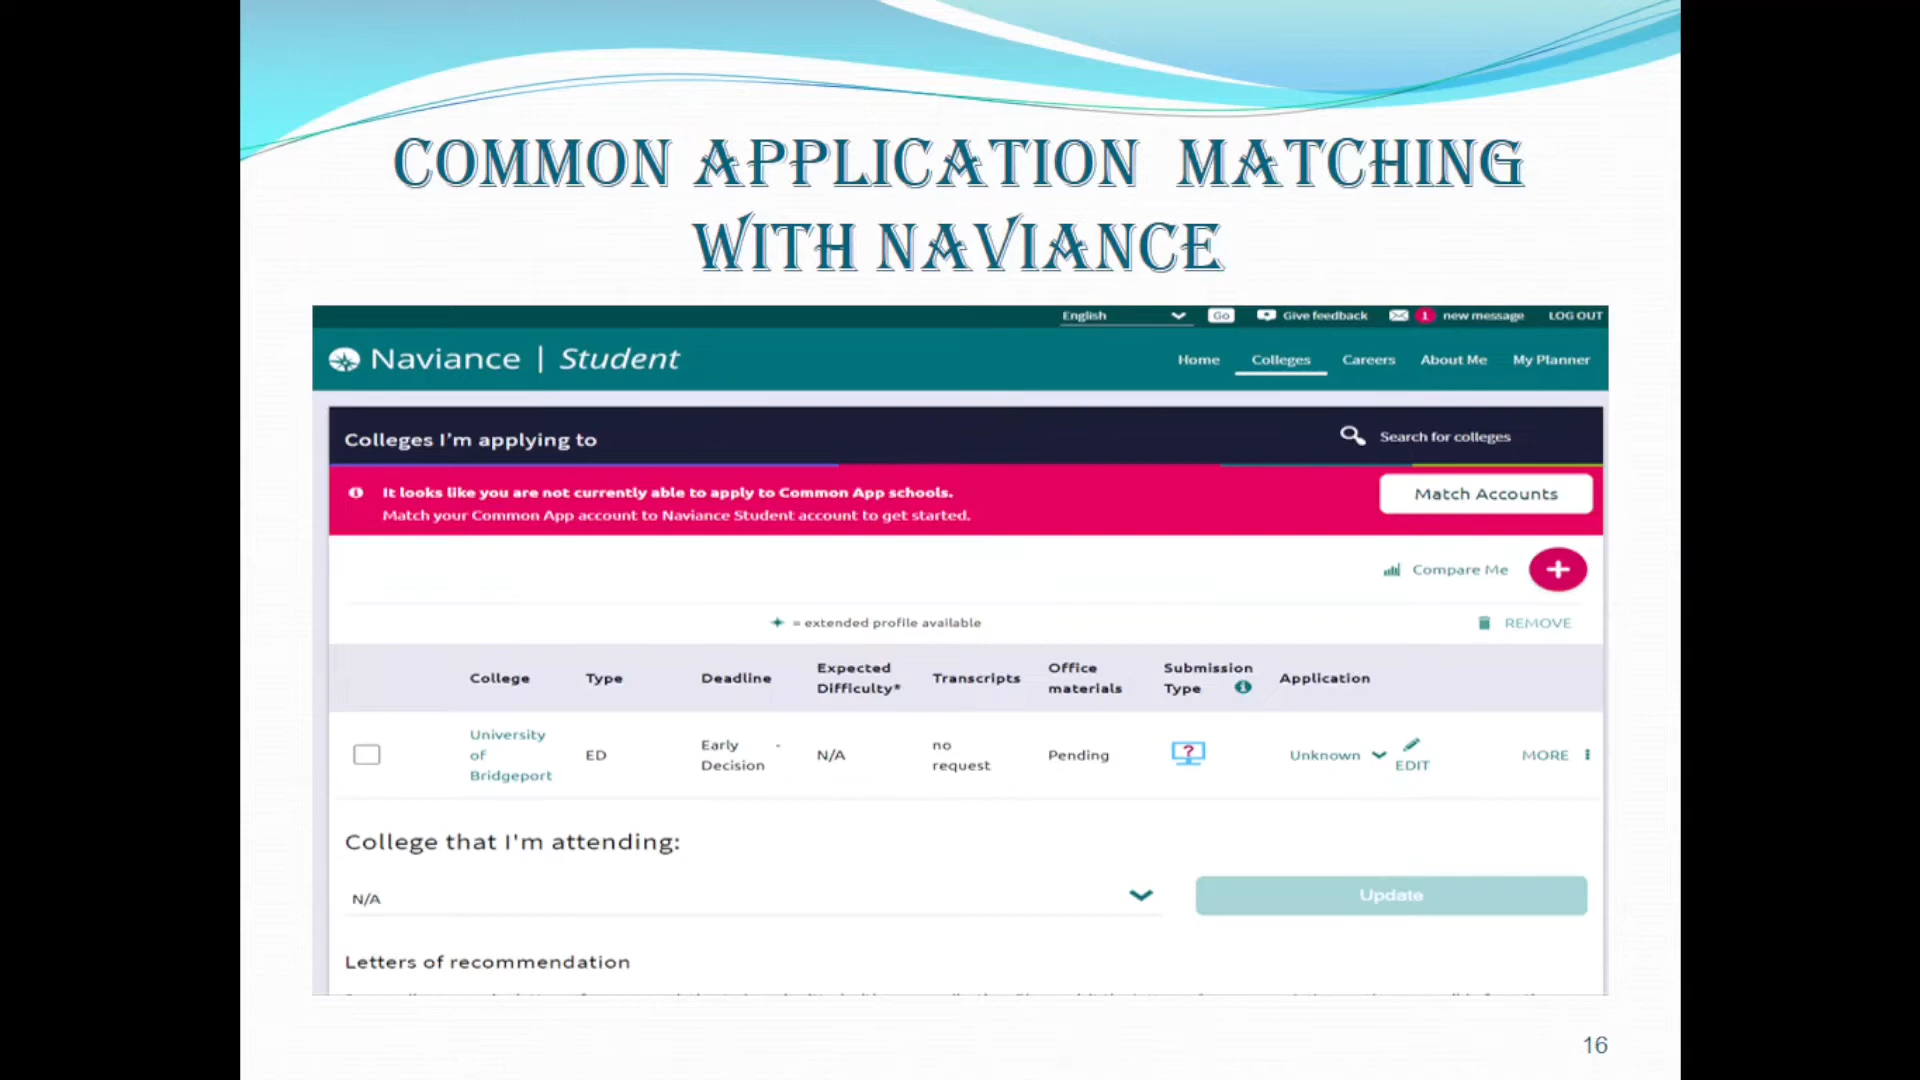 COMMON APPLICATION MATCHING
WITH NAVIANCE
English Go Give feedback 1 new message LOG OUT
Naviance | Student Home Colleges Careers About Me My Planner
Colleges I'm applying to Search for colleges
It looks like you are not currently able to apply to Common App schools.
Match your Common App account to Naviance Student account to get started.
Match Accounts
Compare Me +
= extended profile available REMOVE
College Type Deadline Expected Difficulty* Transcripts Office materials Submission Type Application
University of Bridgeport ED Early Decision - N/A no request Pending ? Unknown EDIT MORE
College that I'm attending:
N/A Update
Letters of recommendation
16